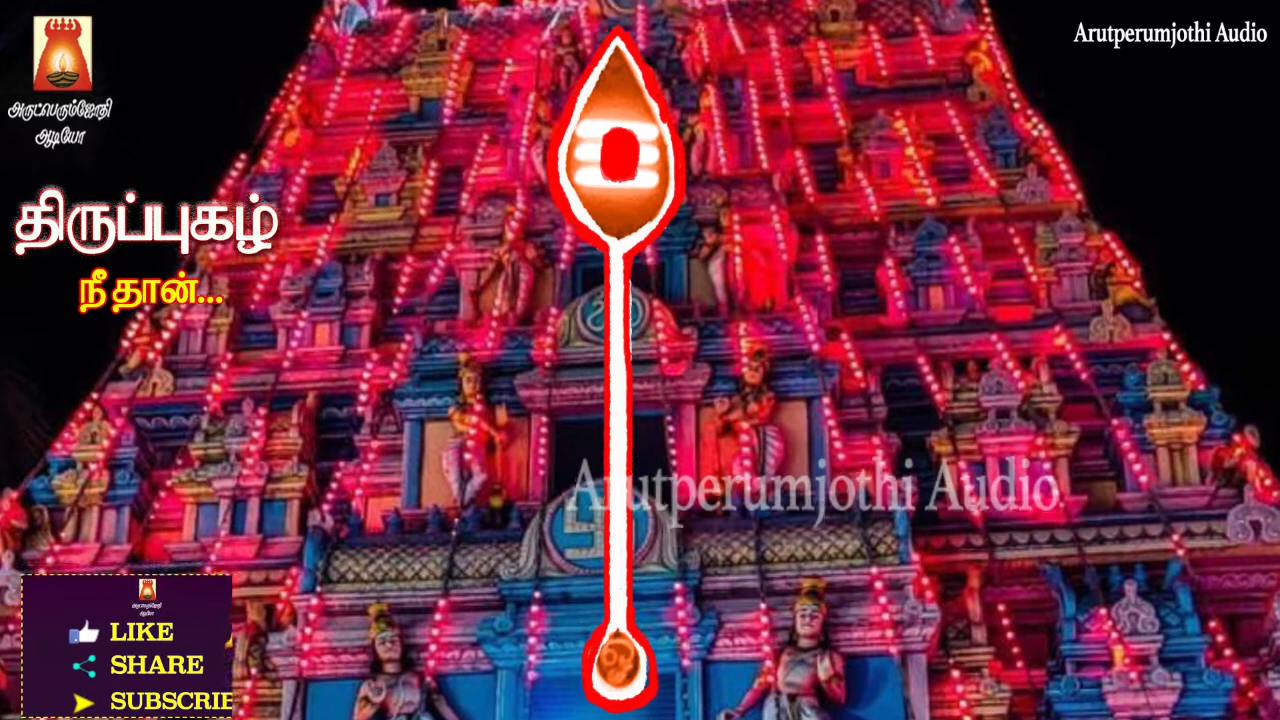 Arutperumjothi Audio
அருட்பெரும்ஜோதி
ஆடியோ
திருப்புகழ்
நீ தான்...
Arutperumjothi Audio
LIKE
SHARE
SUBSCRIBE